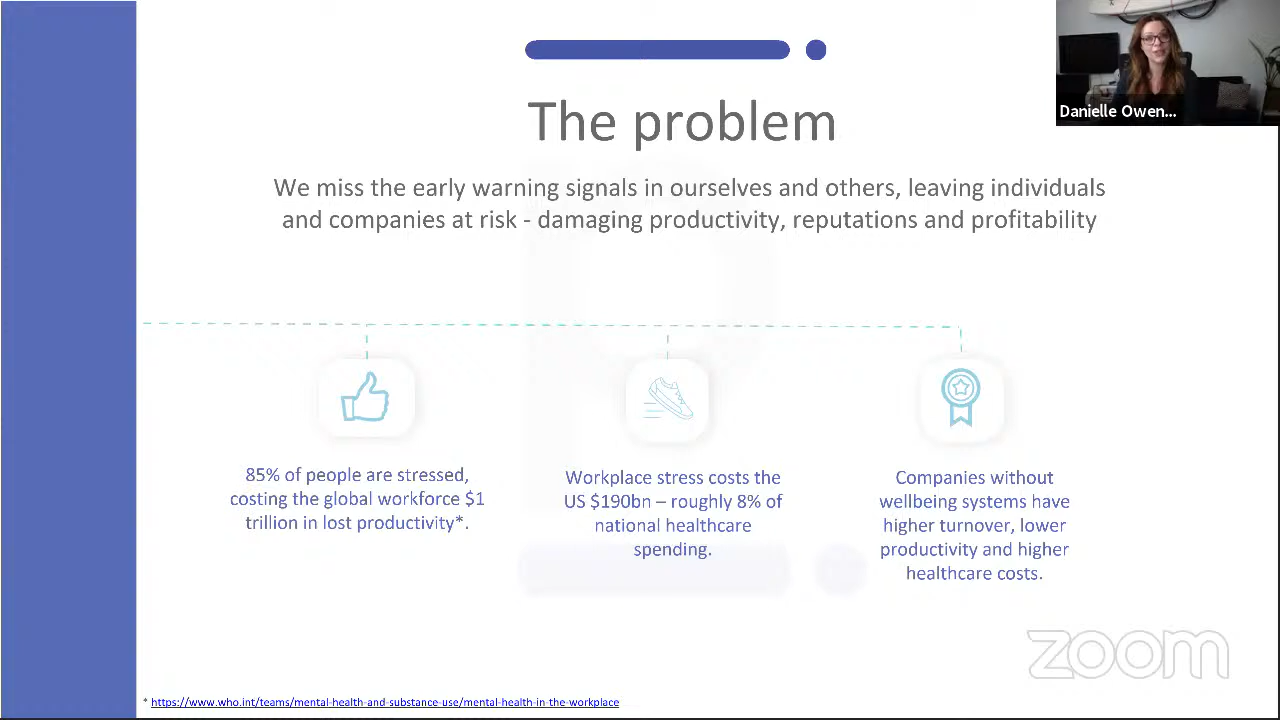 Danielle Owen...
The problem
We miss the early warning signals in ourselves and others, leaving individuals
and companies at risk - damaging productivity, reputations and profitability
85% of people are stressed,
costing the global workforce $1
trillion in lost productivity*.
Workplace stress costs the
US $190bn – roughly 8% of
national healthcare
spending.
Companies without
wellbeing systems have
higher turnover, lower
productivity and higher
healthcare costs.
zoom
* https://www.who.int/teams/mental-health-and-substance-use/mental-health-in-the-workplace